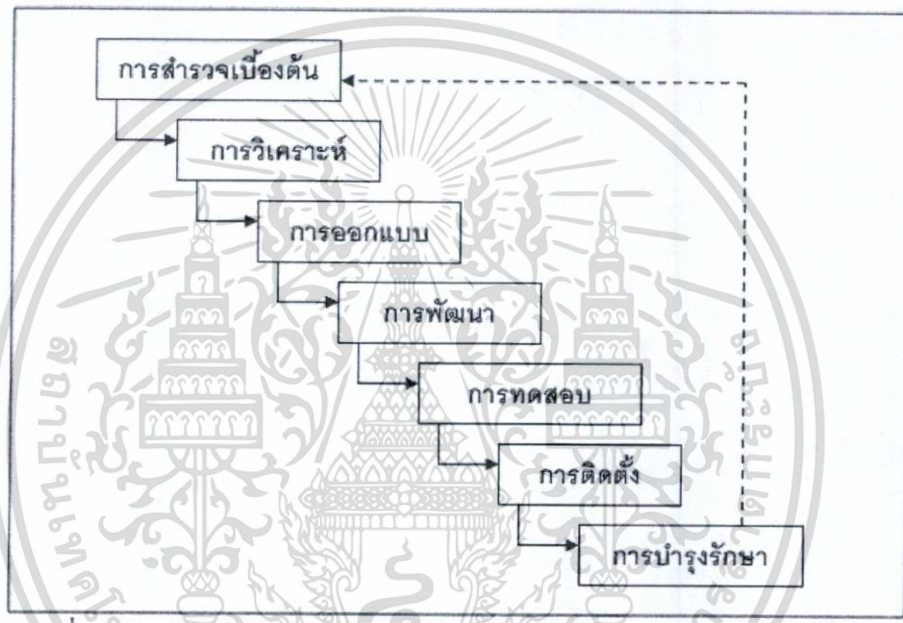 การสำรวจเบื้องต้น
การวิเคราะห์
การออกแบบ
การพัฒนา
การทดสอบ
การติดตั้ง
การบำรุงรักษา